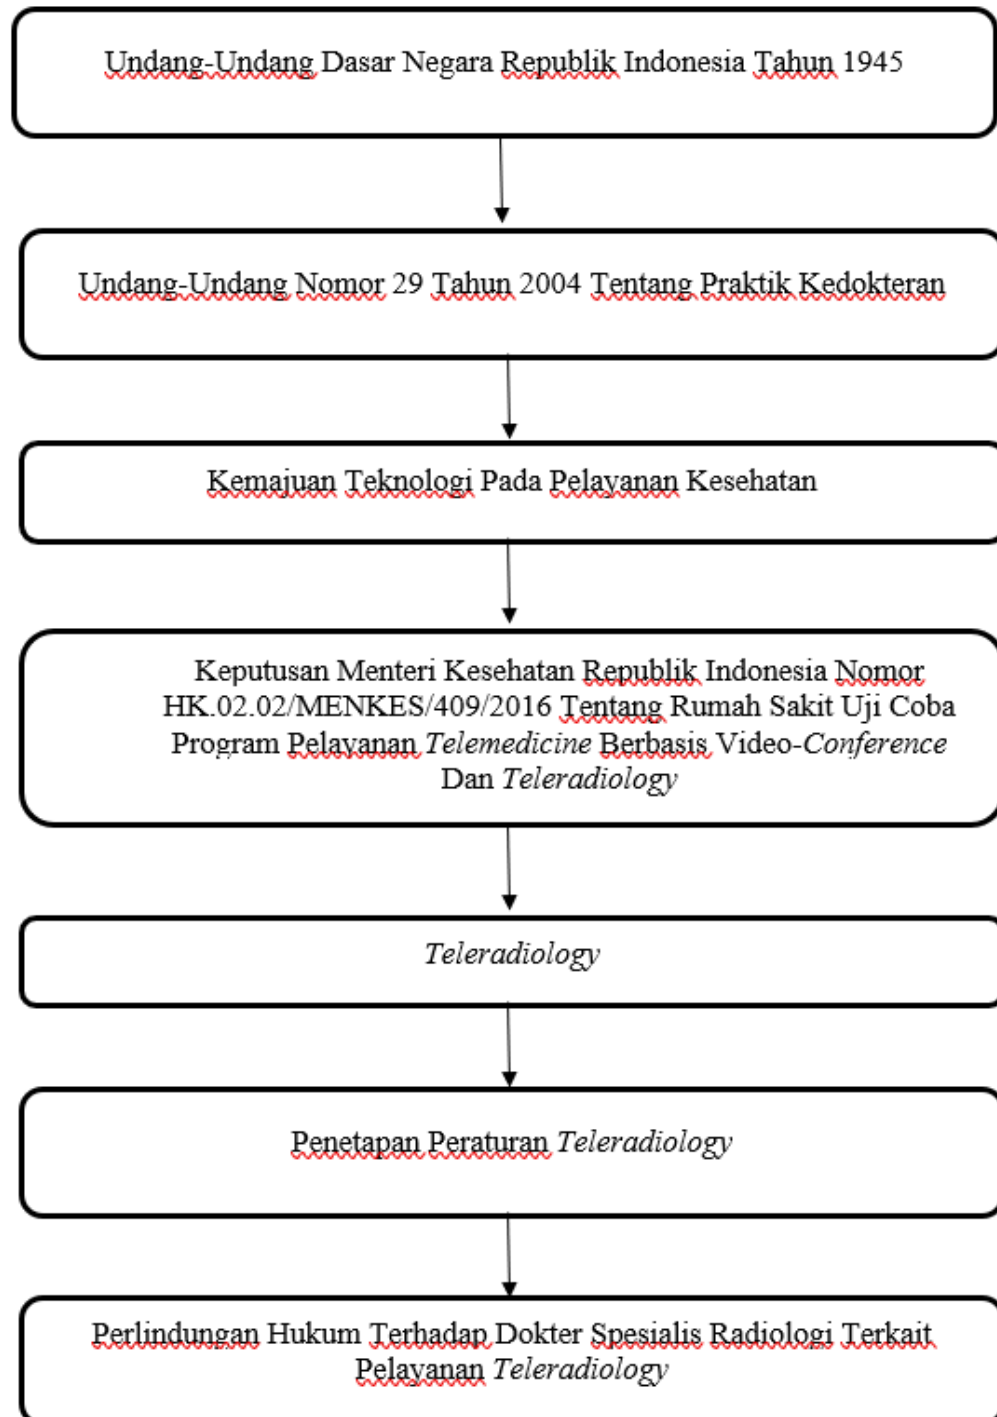 Undang-Undang Dasar Negara Republik Indonesia Tahun 1945
Undang-Undang Nomor 29 Tahun 2004 Tentang Praktik Kedokteran
Kemajuan Teknologi Pada Pelayanan Kesehatan
Keputusan Menteri Kesehatan Republik Indonesia Nomor
HK.02.02/MENKES/409/2016 Tentang Rumah Sakit Uji Coba
Program Pelayanan Telemedicine Berbasis Video-Conference
Dan Teleradiology
Teleradiology
Penetapan Peraturan Teleradiology
Perlindungan Hukum Terhadap Dokter Spesialis Radiologi Terkait
Pelayanan Teleradiology